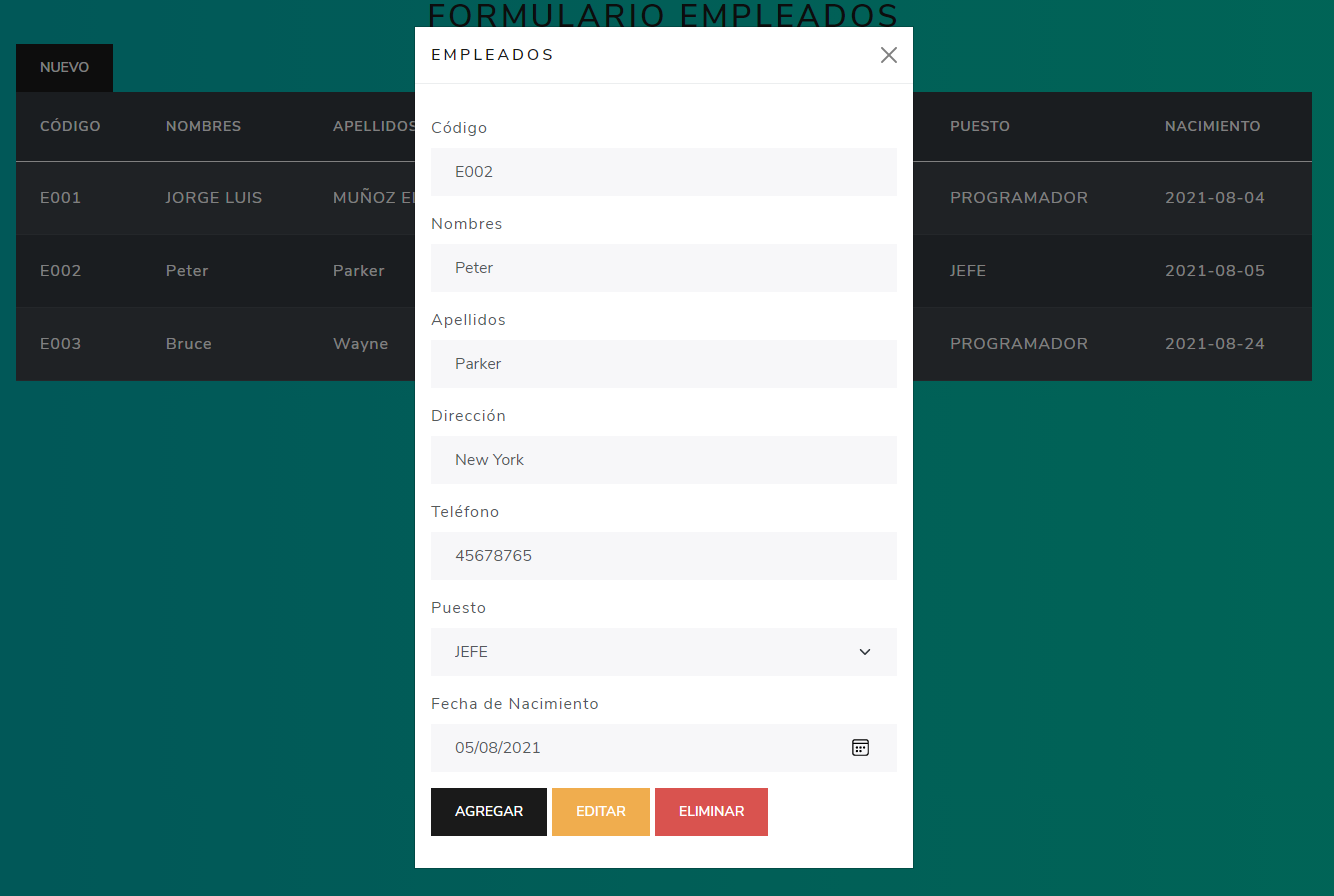 FORMULARIO EMPLEADOS
NUEVO
CÓDIGO NOMBRES APELLIDOS PUESTO NACIMIENTO
E001 JORGE LUIS MUÑOZ PROGRAMADOR 2021-08-04
E002 Peter Parker JEFE 2021-08-05
E003 Bruce Wayne PROGRAMADOR 2021-08-24
EMPLEADOS
Código
E002
Nombres
Peter
Apellidos
Parker
Dirección
New York
Teléfono
45678765
Puesto
JEFE
Fecha de Nacimiento
05/08/2021
AGREGAR EDITAR ELIMINAR